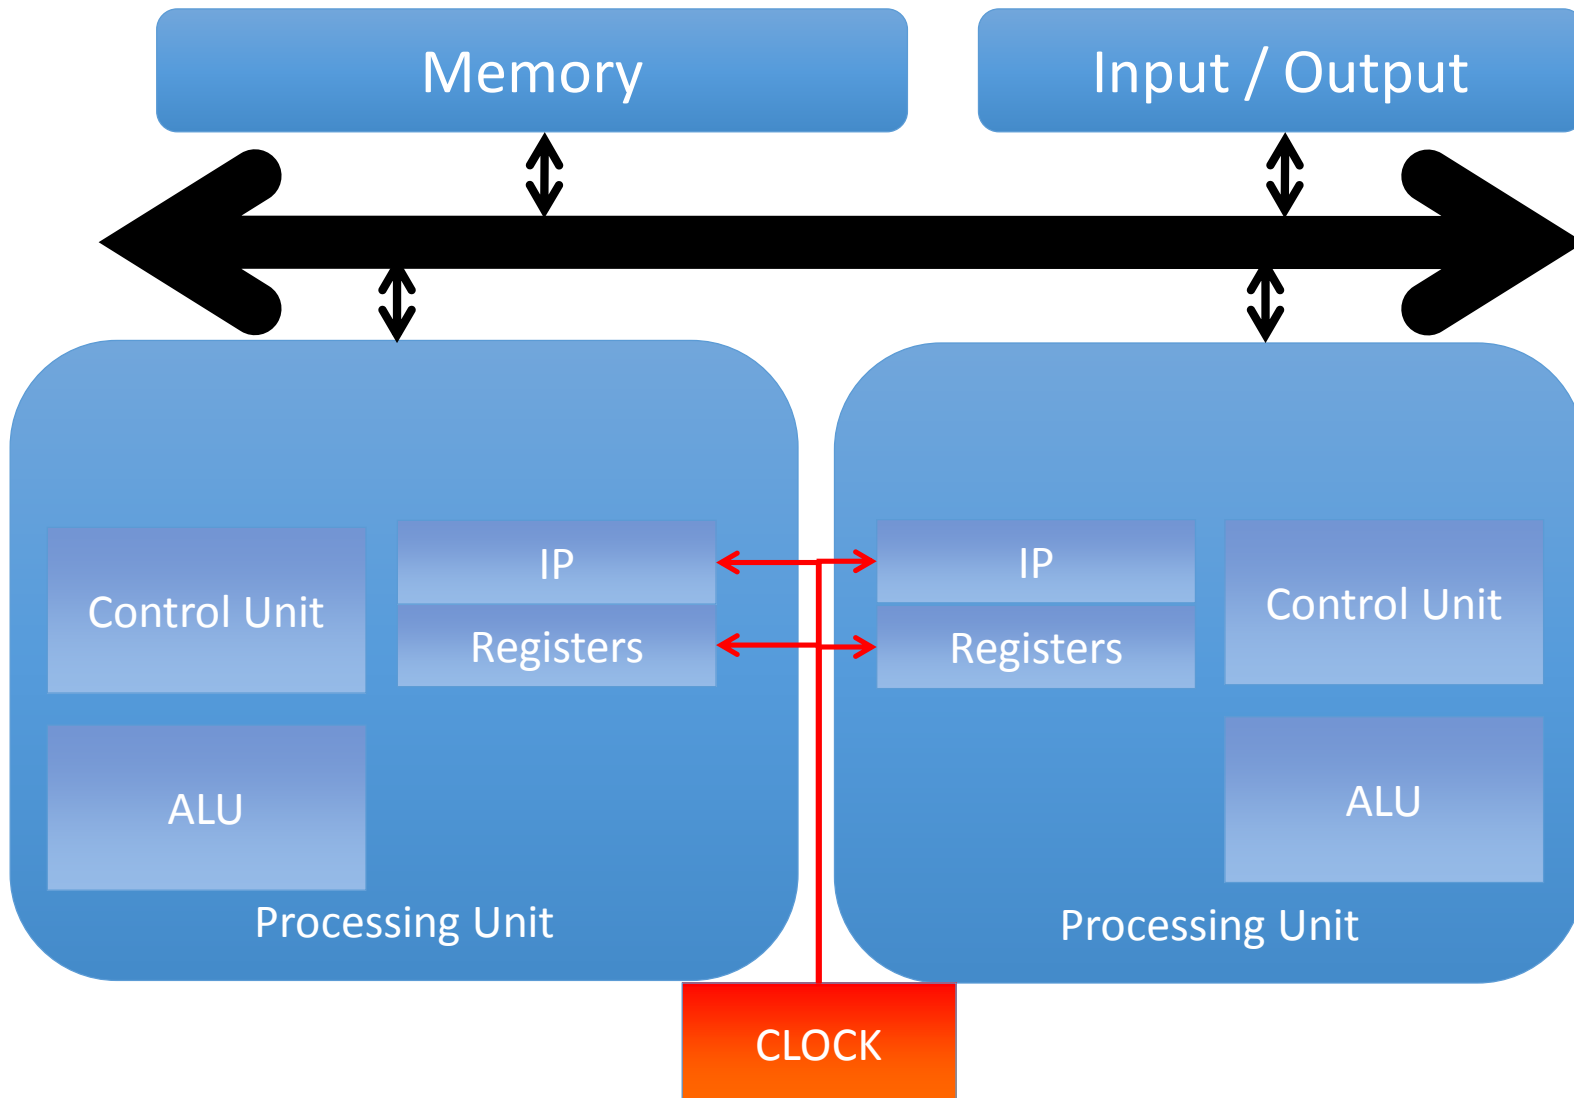 Memory
Input / Output
IP
IP
Control Unit
Control Unit
Registers
Registers
ALU
ALU
Processing Unit
Processing Unit
CLOCK